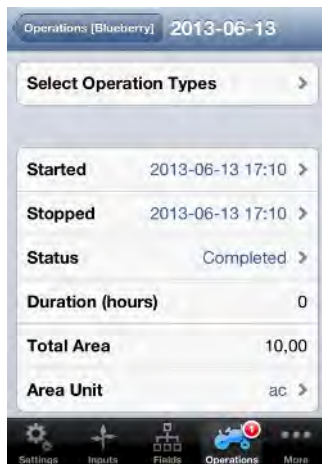 Operations [Blueberry] 2013-06-13
Select Operation Types
Started 2013-06-13 17:10
Stopped 2013-06-13 17:10
Status Completed
Duration (hours) 0
Total Area 10,00
Area Unit ac
1
Settings Inputs Fields Operations More